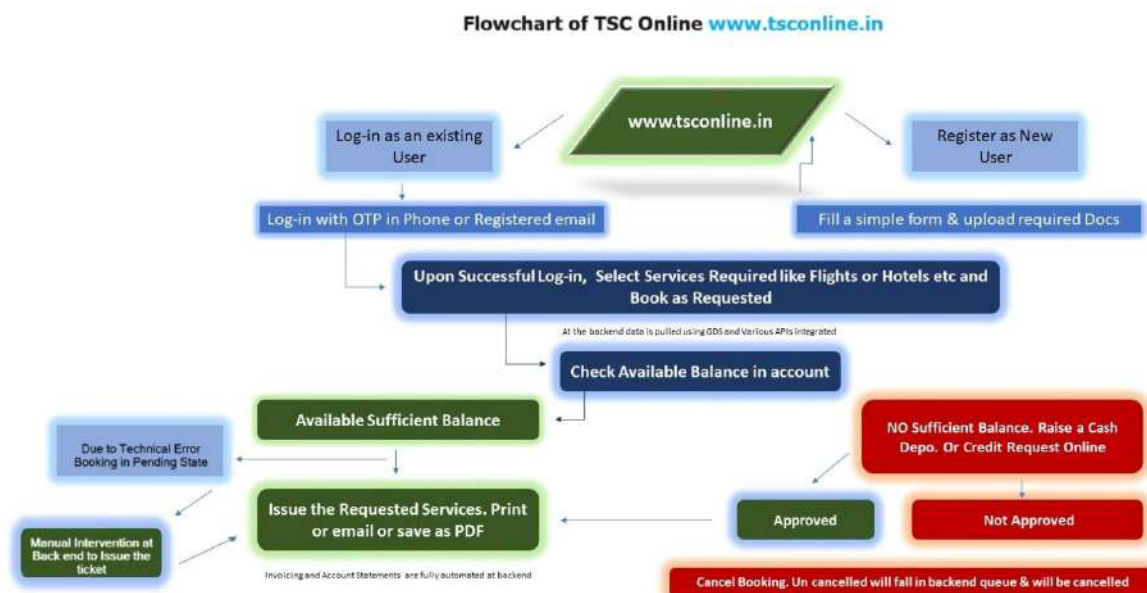 Flowchart of TSC Online www.tsconline.in
www.tsconline.in
Log-in as an existing
User
Register as New
User
Log-in with OTP in Phone or Registered email
Fill a simple form & upload required Docs
Upon Successful Log-in, Select Services Required like Flights or Hotels etc and
Book as Requested
At the backend data is pulled using GDS and Various APIs integrated
Check Available Balance in account
Available Sufficient Balance
NO Sufficient Balance. Raise a Cash
Depo. Or Credit Request Online
Due to Technical Error
Booking in Pending State
Issue the Requested Services. Print
or email or save as PDF
Approved
Not Approved
Manual Intervention at
Back end to Issue the
ticket
Invoicing and Account Statements are fully automated at backend
Cancel Booking. Un cancelled will fall in backend queue & will be cancelled